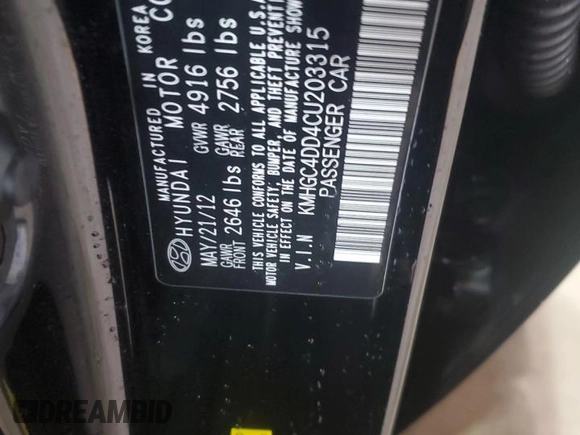 MANUFACTURED IN KOREA
HYUNDAI MOTOR CO
MAY/21/12 GVWR 4916 lbs
GAWR FRONT 2646 lbs GAWR REAR 2756 lbs
THIS VEHICLE CONFORMS TO ALL APPLICABLE U.S.A
MOTOR VEHICLE SAFETY, BUMPER, AND THEFT PREVENT
IN EFFECT ON THE DATE OF MANUFACTURE
V.I.N KMHGC4DD4CU203315
PASSENGER CAR
DREAMBID